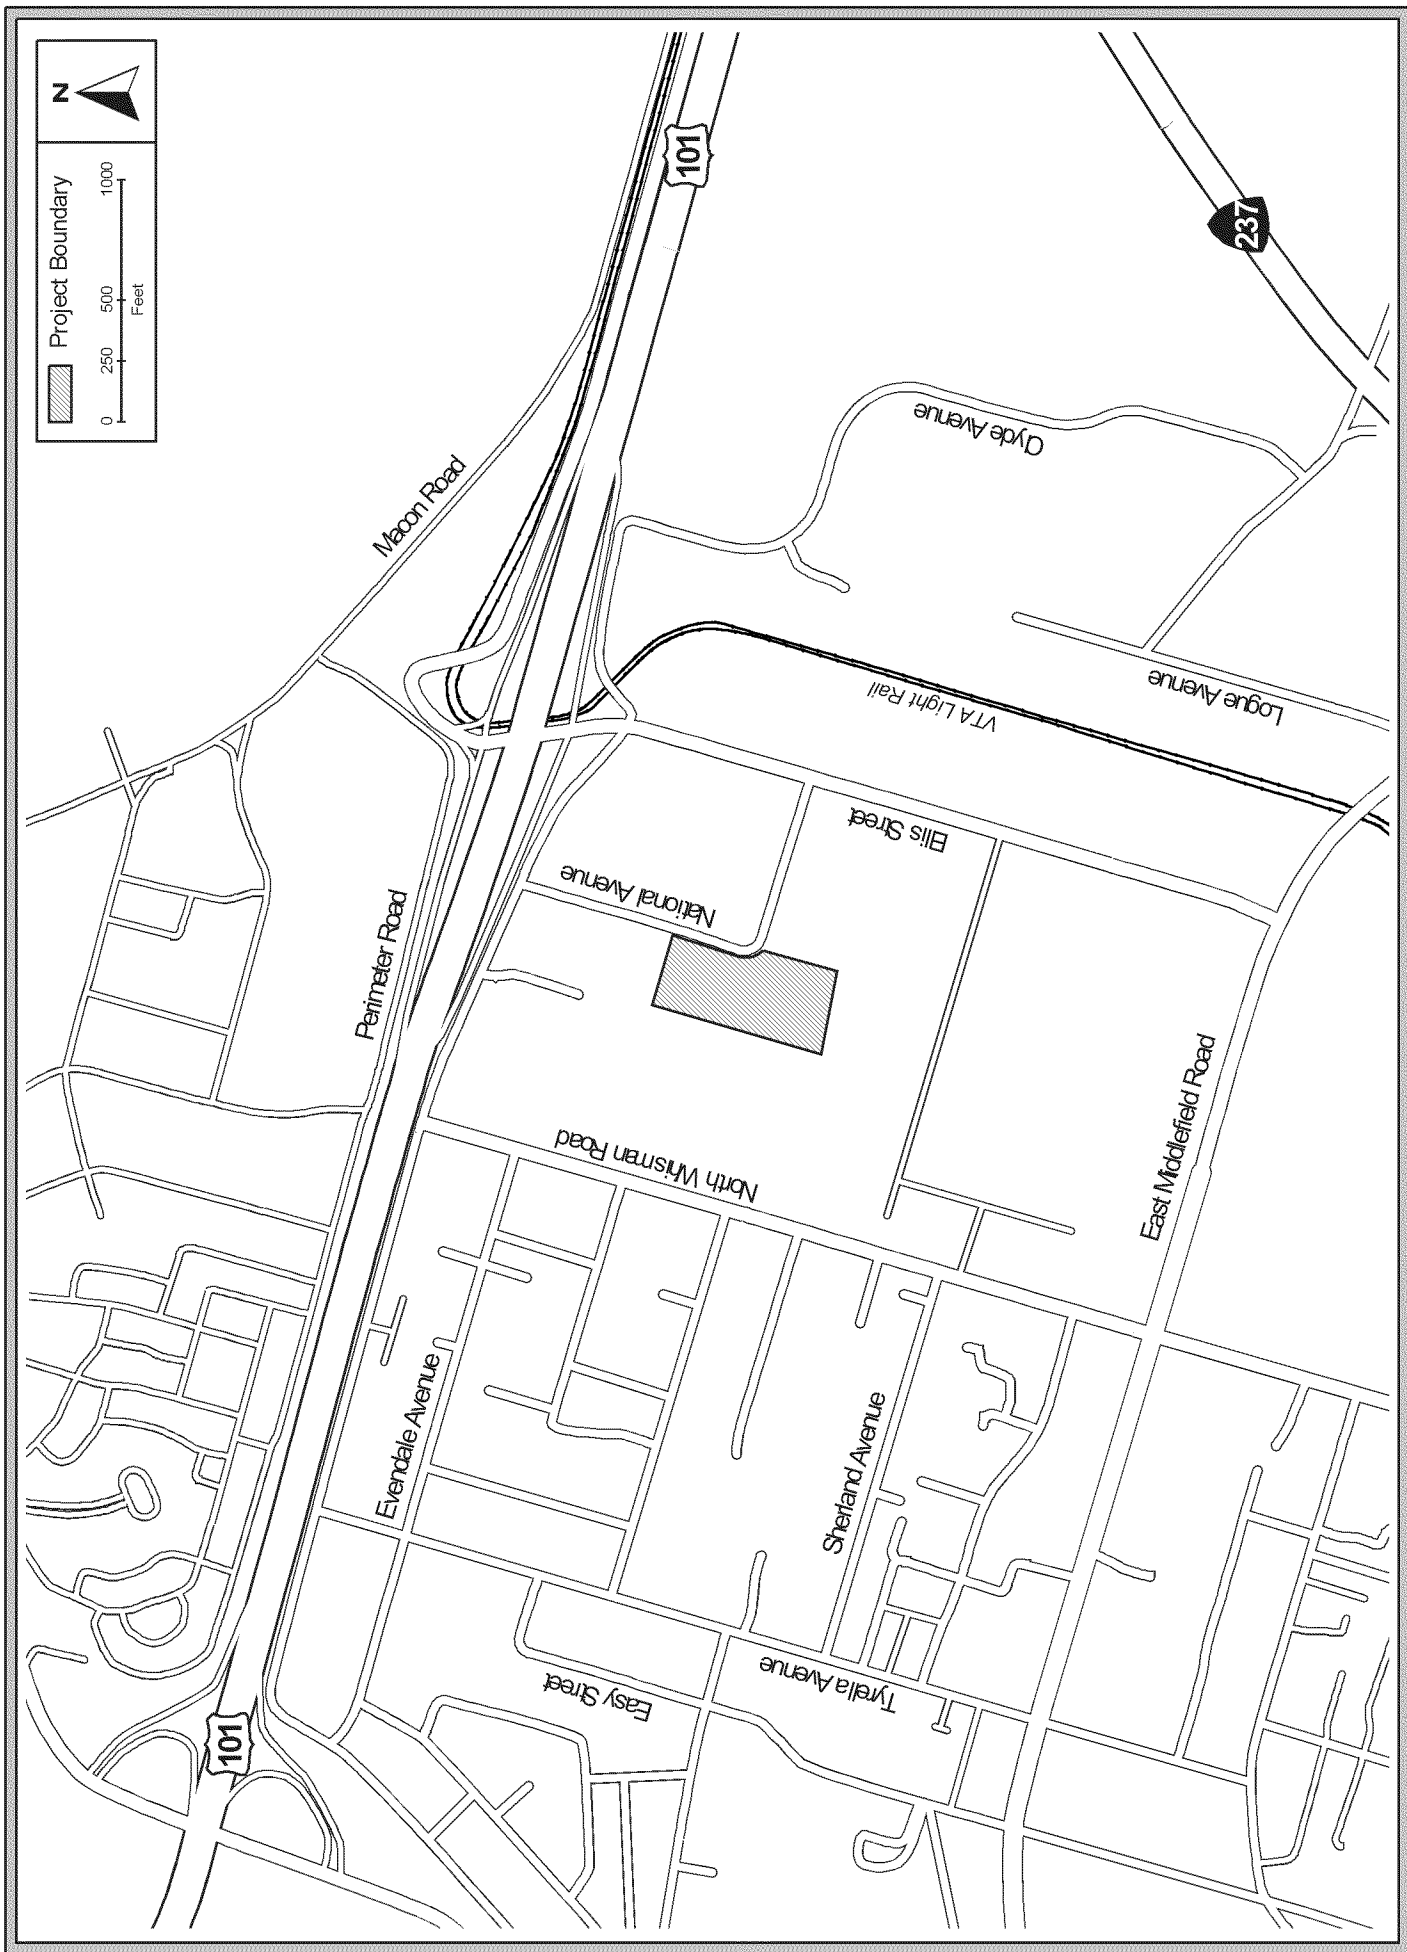 N
Project Boundary
0 250 500 1000
Feet
Macon Road
101
237
Clyde Avenue
Perimeter Road
National Avenue
Ellis Street
VTA Light Rail
Logue Avenue
North Whisman Road
East Middlefield Road
Evendale Avenue
Sherland Avenue
Easy Street
Tyrella Avenue
101